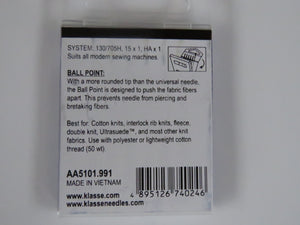 SYSTEM: 130/705H, 15 x 1, HA x 1
Suits all modern sewing machines.
BALL POINT:
With a more rounded tip than the universal needle,
the Ball Point is designed to push the fabric fibers
apart. This prevents needle from piercing and
bretaking fibers.
Best for: Cotton knits, interlock rib knits, fleece,
double knit, Ultrasuede™, and most other knit
fabrics. Use with polyester or lightweight cotton
thread (50 wt)
AA5101.991
MADE IN VIETNAM
www.klasse.com
www.klasseneedles.com
4 895126 740246